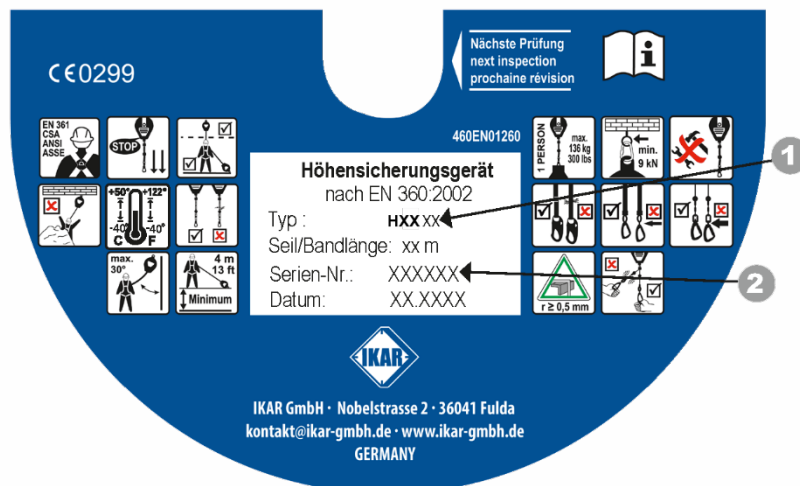 CE0299
Nächste Prüfung
next inspection
prochaine révision
i
460EN01260
EN 361
CSA
ANSI
ASSE
STOP
1 PERSON
max.
136 kg
300 lbs
min.
9 kN
+50° +122°
-40° -40°
C F
max.
30°
4 m
13 ft
Minimum
r ≥ 0,5 mm
Höhensicherungsgerät
nach EN 360:2002
Typ : HXX XX
Seil/Bandlänge: xx m
Serien-Nr.: XXXXXX
Datum: XX.XXXX
1
2
IKAR
IKAR GmbH · Nobelstrasse 2 · 36041 Fulda
kontakt@ikar-gmbh.de · www.ikar-gmbh.de
GERMANY